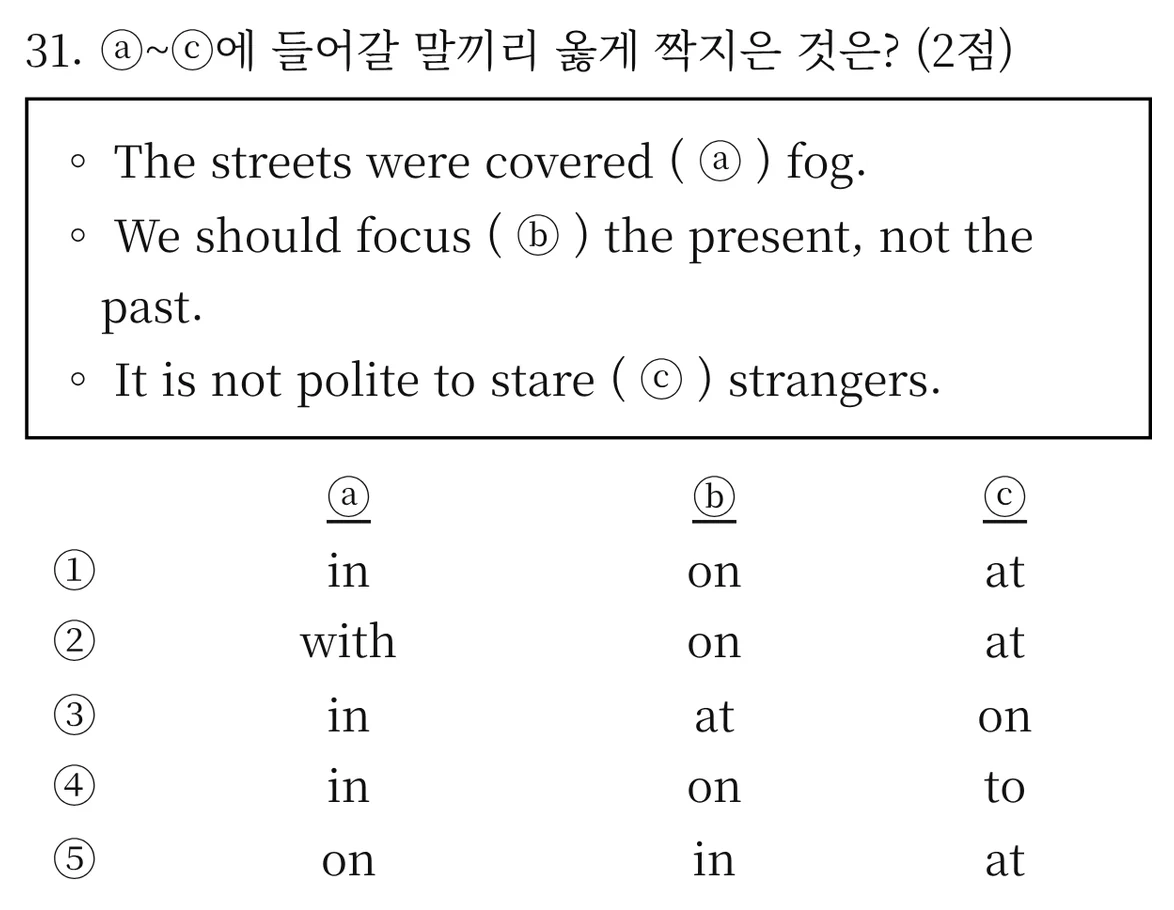 31. ⓐ~ⓒ에 들어갈 말끼리 옳게 짝지은 것은? (2점)
◦ The streets were covered ( ⓐ ) fog.
◦ We should focus ( ⓑ ) the present, not the
past.
◦ It is not polite to stare ( ⓒ ) strangers.
ⓐ ⓑ ⓒ
① in on at
② with on at
③ in at on
④ in on to
⑤ on in at